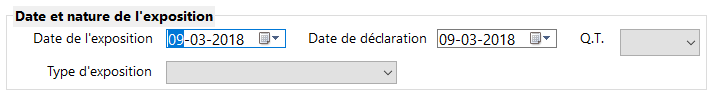 Date et nature de l'exposition
Date de l'exposition 09-03-2018 Date de déclaration 09-03-2018 Q.T.
Type d'exposition